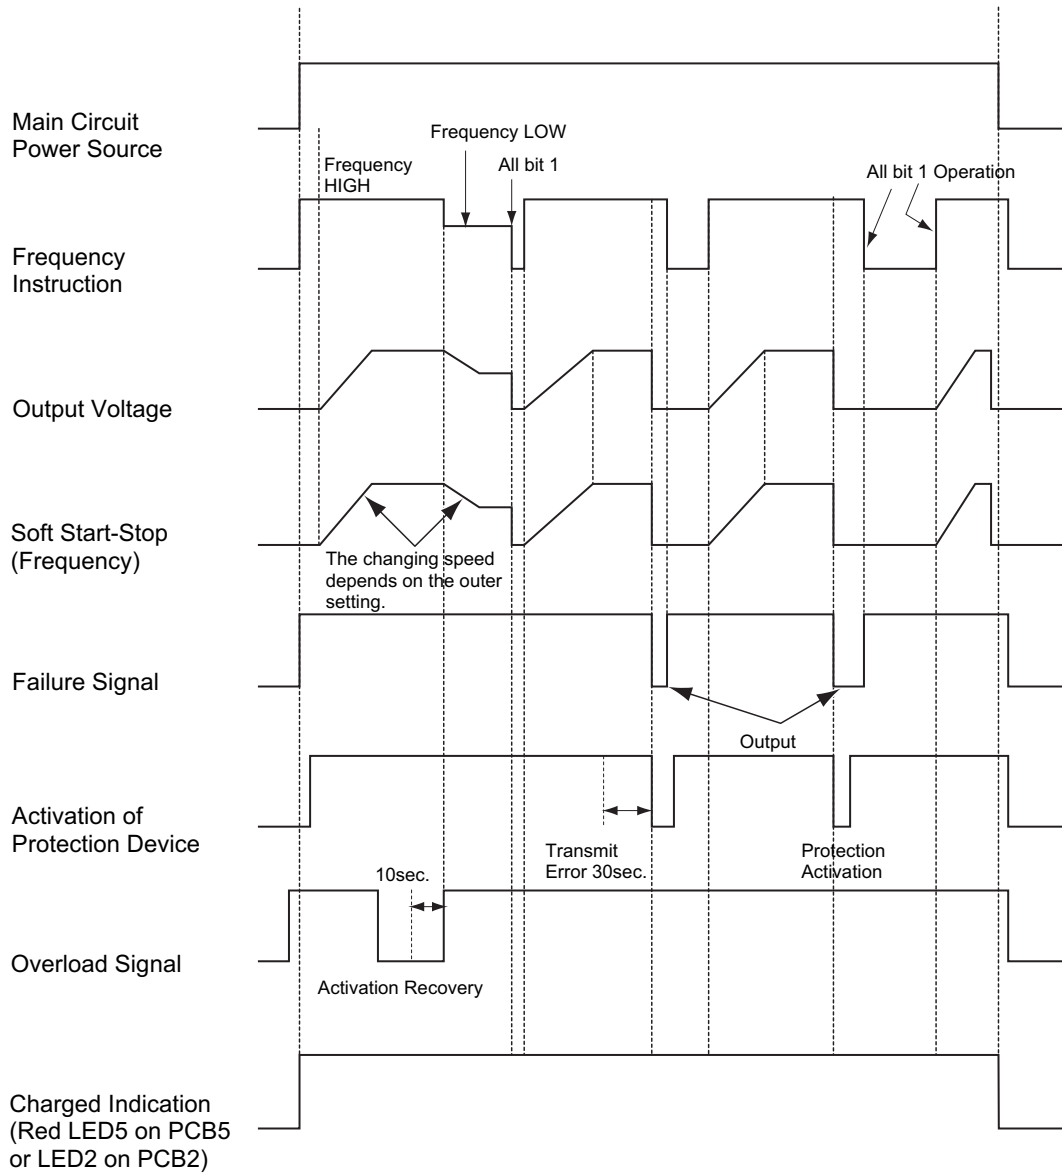 Main Circuit
Power Source
Frequency LOW
Frequency
HIGH
All bit 1
All bit 1 Operation
Frequency
Instruction
Output Voltage
Soft Start-Stop
(Frequency)
The changing speed
depends on the outer
setting.
Failure Signal
Output
Activation of
Protection Device
Transmit
Error 30sec.
Protection
Activation
10sec.
Overload Signal
Activation Recovery
Charged Indication
(Red LED5 on PCB5
or LED2 on PCB2)